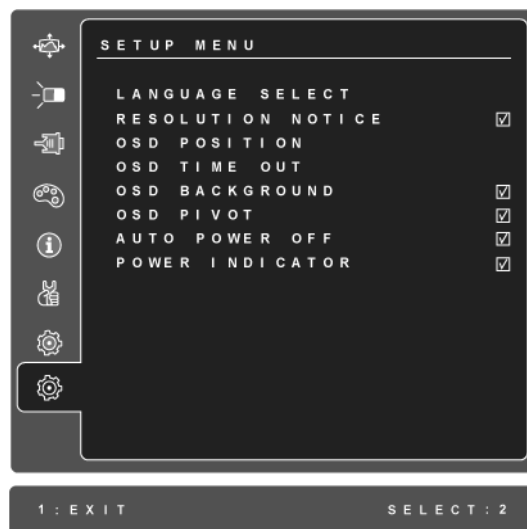 SETUP MENU
LANGUAGE SELECT
RESOLUTION NOTICE
OSD POSITION
OSD TIME OUT
OSD BACKGROUND
OSD PIVOT
AUTO POWER OFF
POWER INDICATOR
1:EXIT SELECT:2